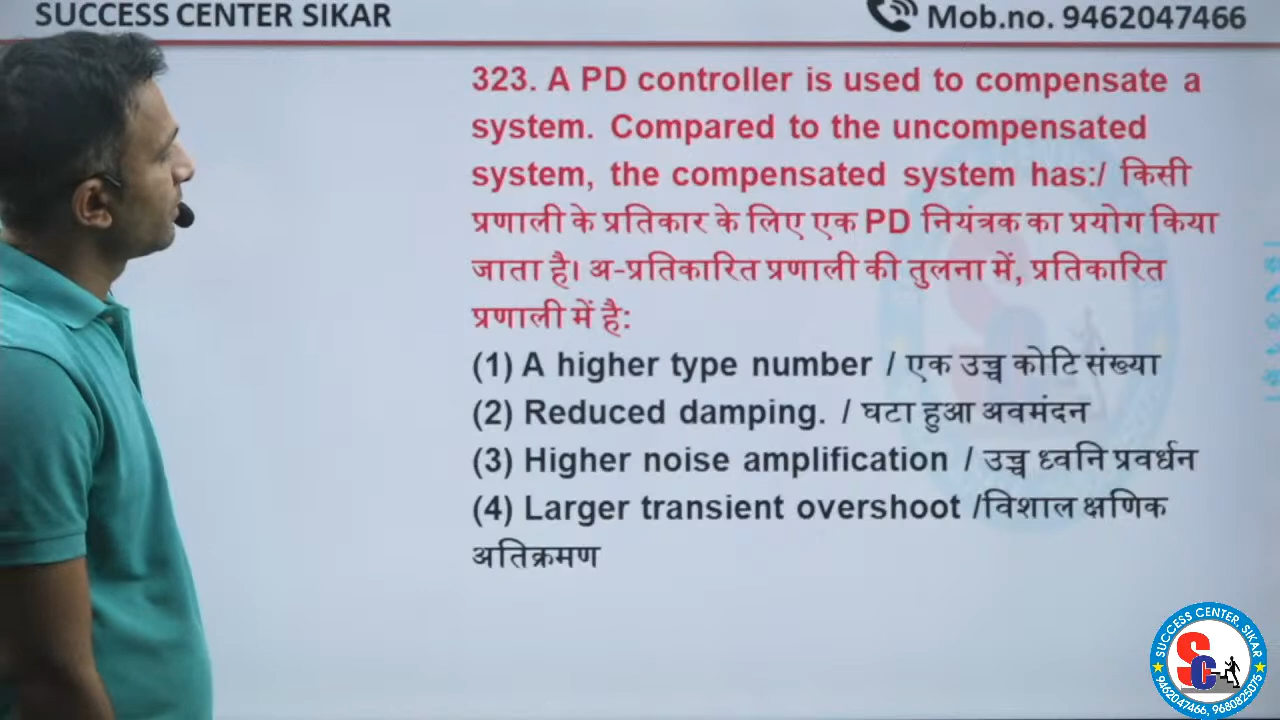 SUCCESS CENTER SIKAR
Mob.no. 9462047466
323. A PD controller is used to compensate a
system. Compared to the uncompensated
system, the compensated system has:/ किसी
प्रणाली के प्रतिकार के लिए एक PD नियंत्रक का प्रयोग किया
जाता है। अ-प्रतिकारित प्रणाली की तुलना में, प्रतिकारित
प्रणाली में है:
(1) A higher type number / एक उच्च कोटि संख्या
(2) Reduced damping. / घटा हुआ अवमंदन
(3) Higher noise amplification / उच्च ध्वनि प्रवर्धन
(4) Larger transient overshoot /विशाल क्षणिक
अतिक्रमण
SUCCESS CENTER, SIKAR
SC
9462047466, 9680825075